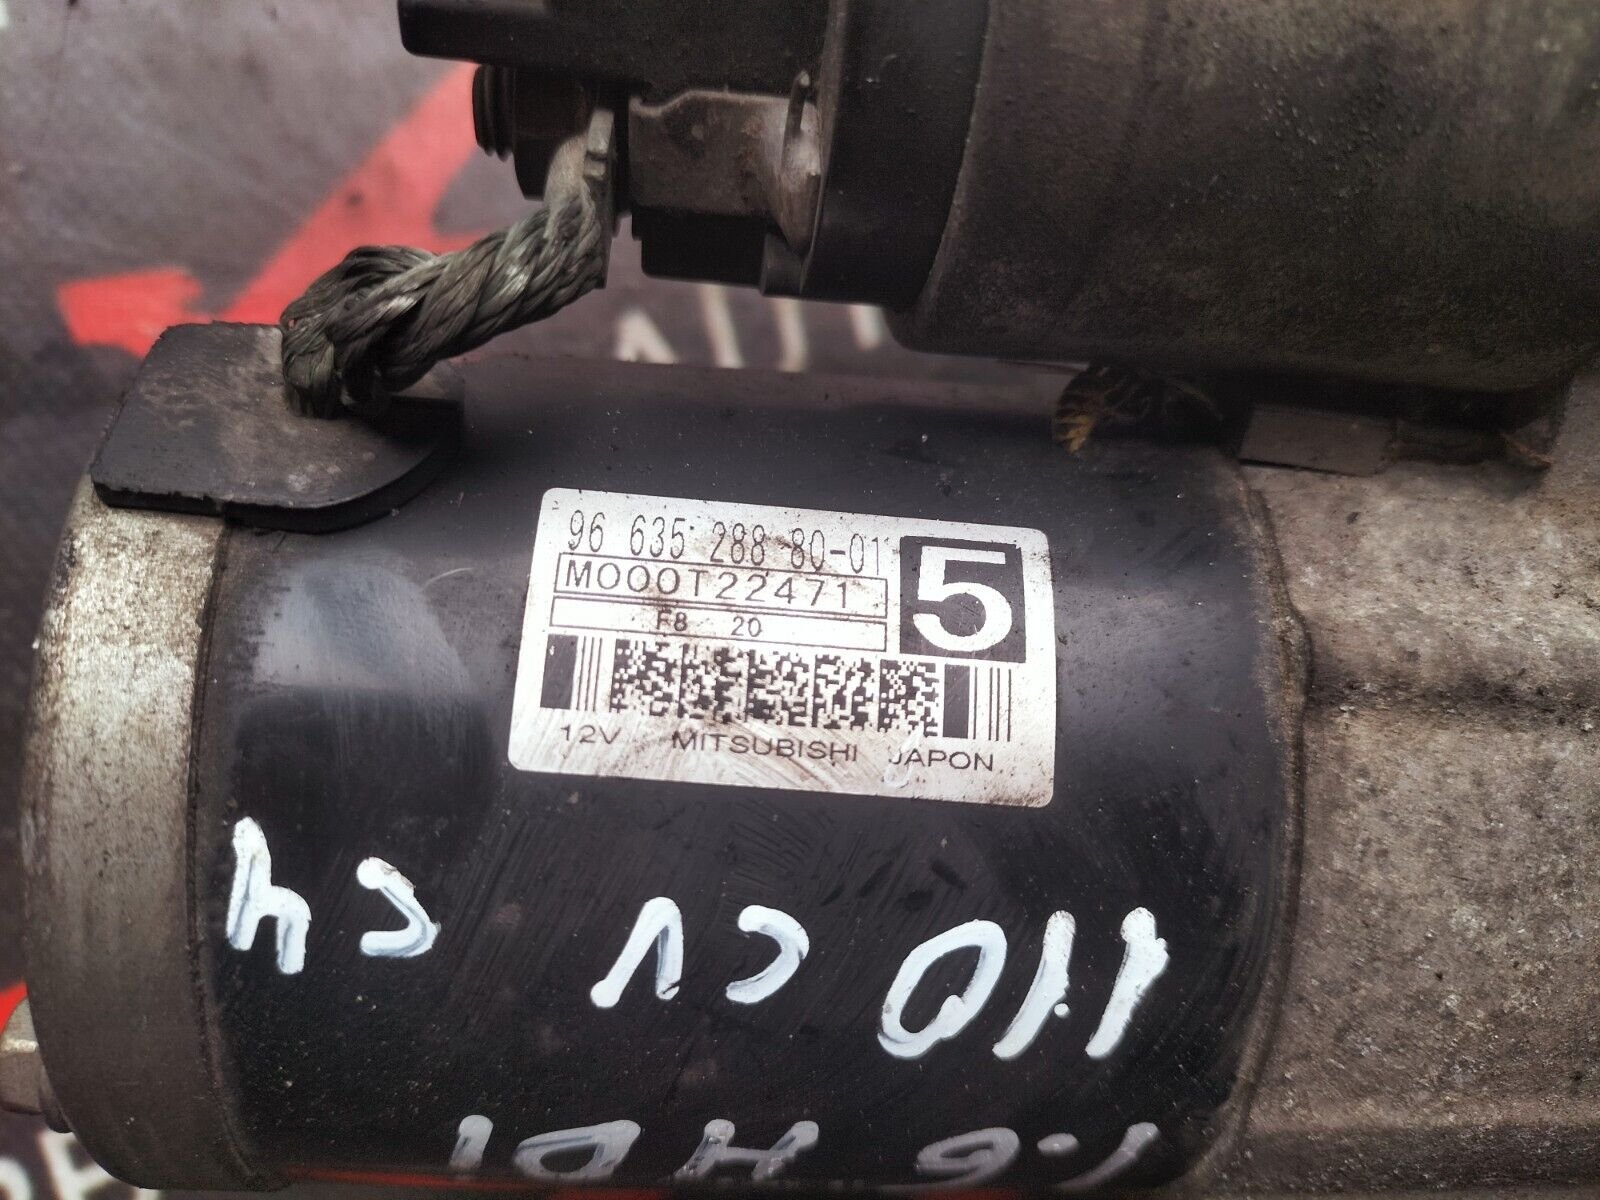 96 635 288 80-01
M000T22471
5
F8 20
12V MITSUBISHI JAPON
1.6 HDI
110 CV C4